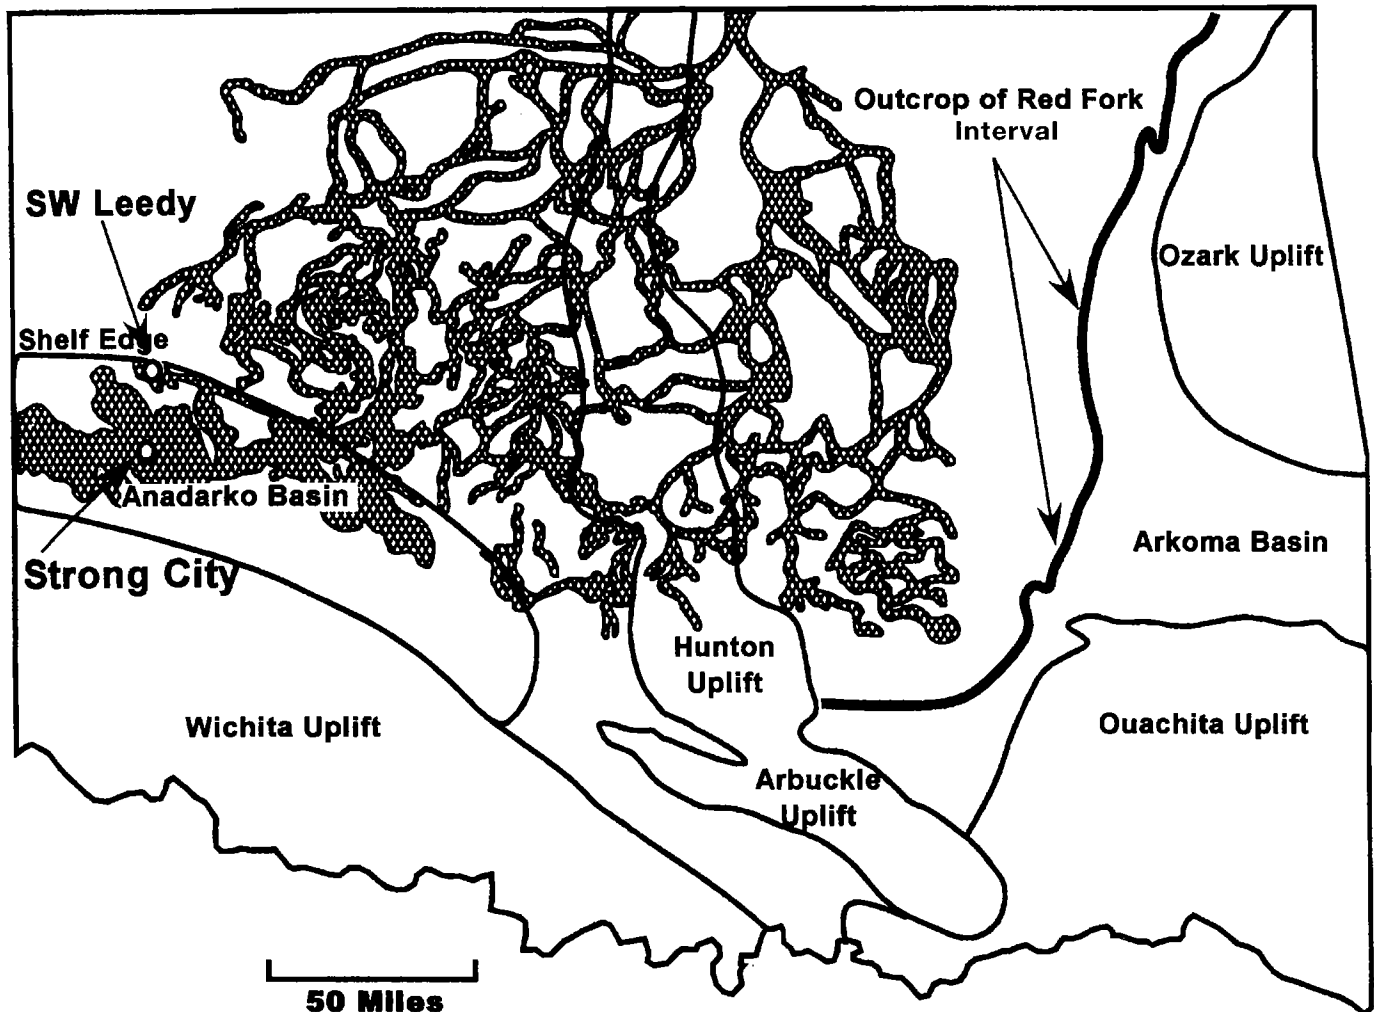 Outcrop of Red Fork
Interval
SW Leedy
Ozark Uplift
Shelf Edge
Anadarko Basin
Arkoma Basin
Strong City
Hunton
Uplift
Wichita Uplift
Ouachita Uplift
Arbuckle
Uplift
50 Miles